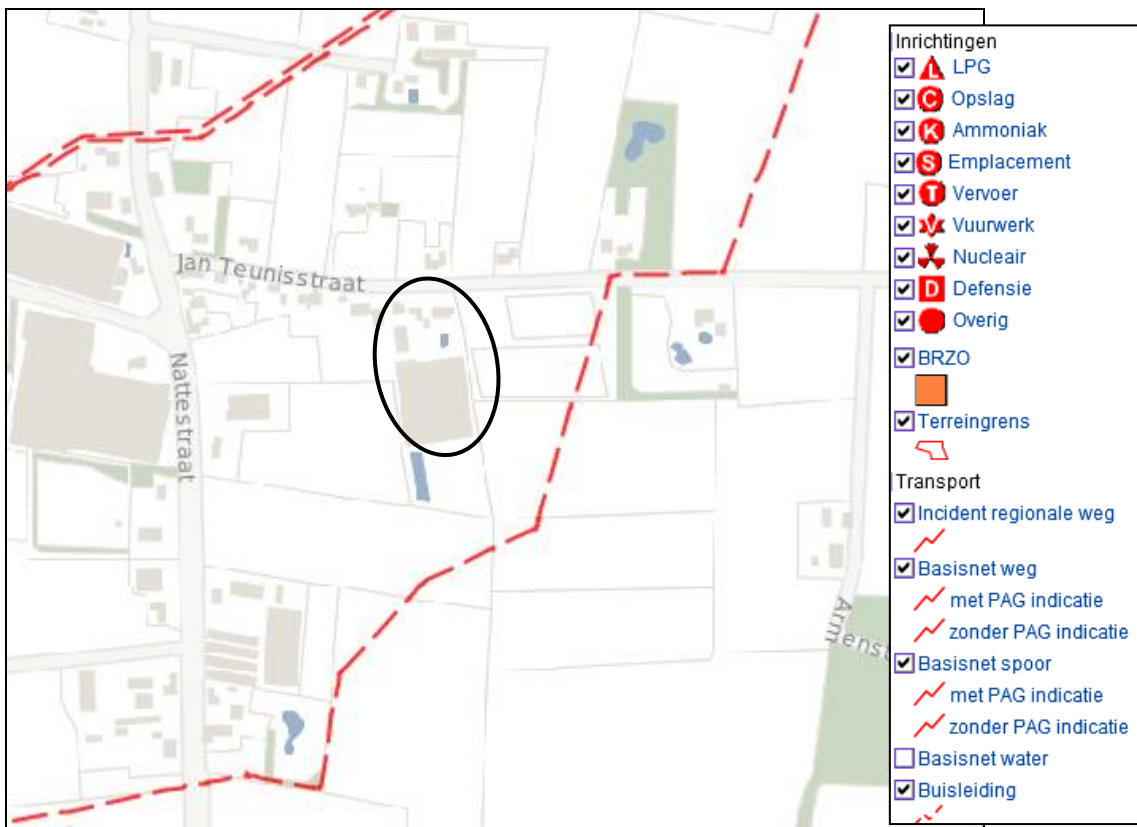 Jan Teunisstraat
Nattestraat
Armenst
Inrichtingen
L LPG
C Opslag
K Ammoniak
S Emplacement
T Vervoer
V Vuurwerk
Nucleair
D Defensie
Overig
BRZO
Terreingrens
Transport
Incident regionale weg
Basisnet weg
met PAG indicatie
zonder PAG indicatie
Basisnet spoor
met PAG indicatie
zonder PAG indicatie
Basisnet water
Buisleiding